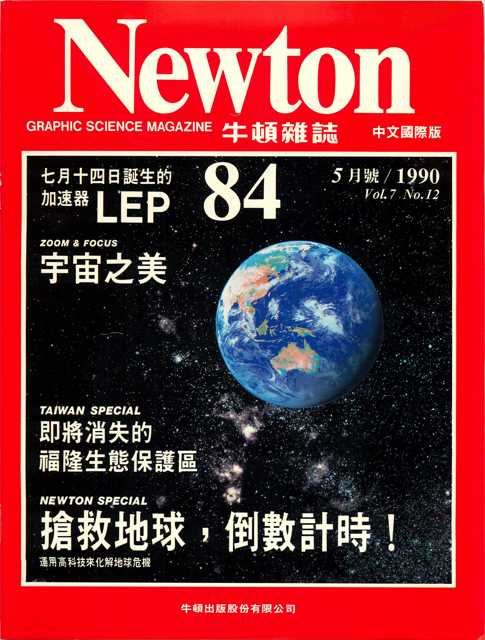 Newton
GRAPHIC SCIENCE MAGAZINE 牛頓雜誌 中文國際版
七月十四日誕生的
加速器 LEP
84
5月號 / 1990
Vol.7 No.12
ZOOM & FOCUS
宇宙之美
TAIWAN SPECIAL
即將消失的
福隆生態保護區
NEWTON SPECIAL
搶救地球，倒數計時！
運用高科技來化解地球危機
牛頓出版股份有限公司